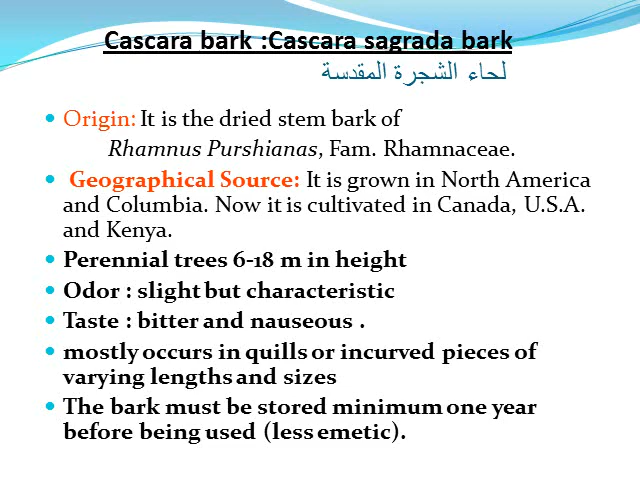 Cascara bark :Cascara sagrada bark
لحاء الشجرة المقدسة
• Origin: It is the dried stem bark of
Rhamnus Purshianas, Fam. Rhamnaceae.
• Geographical Source: It is grown in North America
and Columbia. Now it is cultivated in Canada, U.S.A.
and Kenya.
• Perennial trees 6-18 m in height
• Odor : slight but characteristic
• Taste : bitter and nauseous .
• mostly occurs in quills or incurved pieces of
varying lengths and sizes
• The bark must be stored minimum one year
before being used (less emetic).